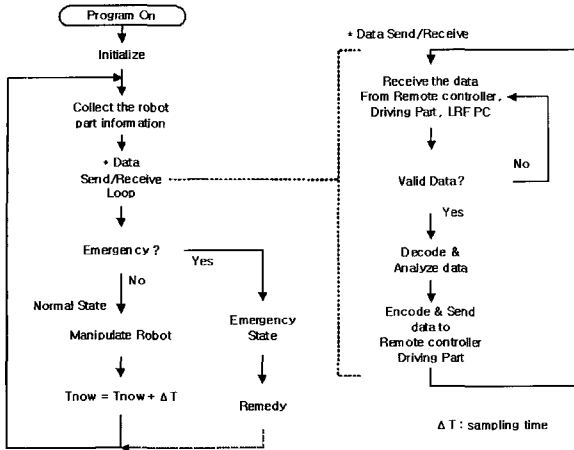 Program On
Initialize
Collect the robot
part information
* Data
Send/Receive
Loop
Emergency ?
Yes
No
Normal State
Manipulate Robot
Tnow = Tnow + Δ T
Emergency
State
Remedy
* Data Send/Receive
Receive the data
From Remote controller,
Driving Part, LRF PC
No
Valid Data?
Yes
Decode &
Analyze data
Encode & Send
data to
Remote controller
Driving Part
Δ T : sampling time